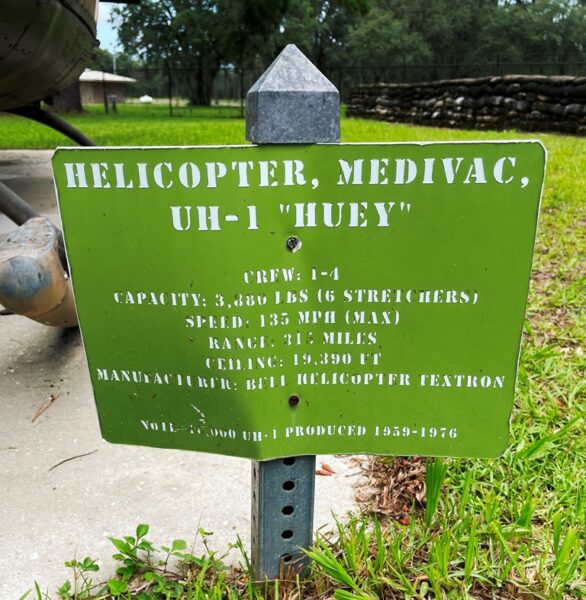 HELICOPTER, MEDIVAC,
UH-1 "HUEY"
CREW: 1-4
CAPACITY: 3,880 LBS (6 STRETCHERS)
SPEED: 135 MPH (MAX)
RANGE: 315 MILES
CEILING: 19,390 FT
MANUFACTURER: BELL HELICOPTER TEXTRON
UH-1 PRODUCED 1959-1976